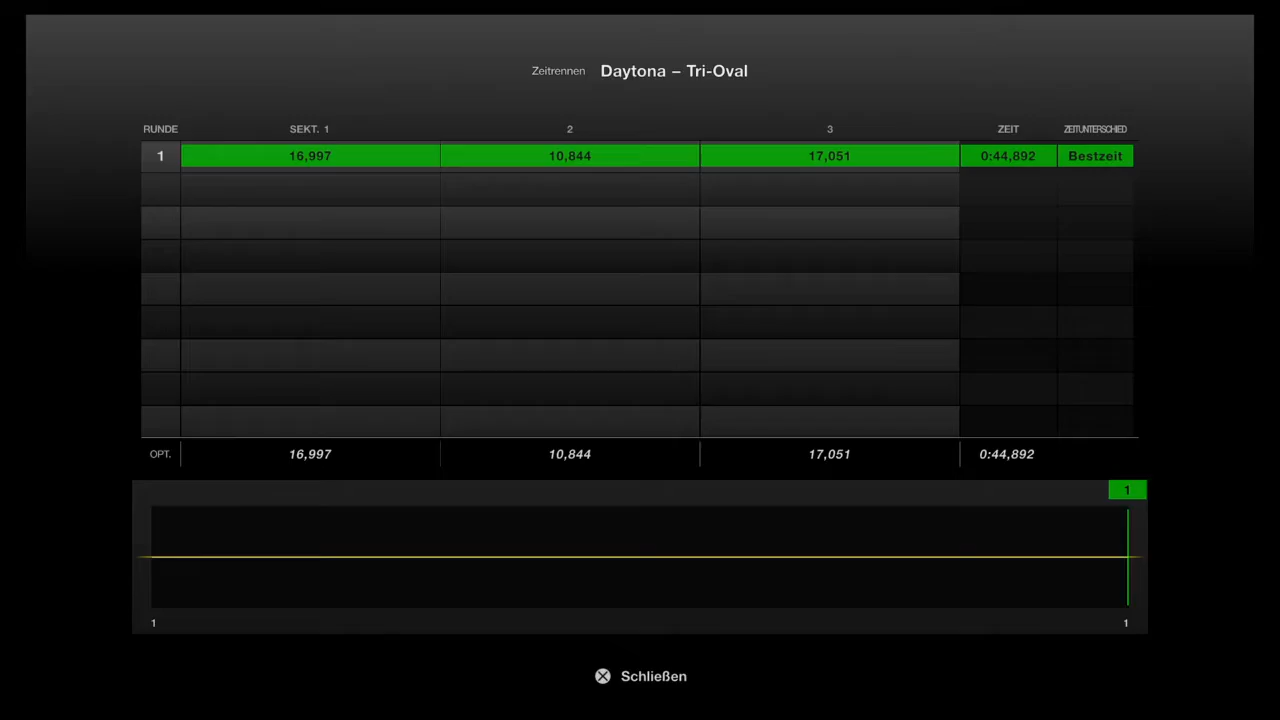 Zeitrennen Daytona – Tri-Oval
RUNDE SEKT. 1 2 3 ZEIT ZEITUNTERSCHIED
1 16,997 10,844 17,051 0:44,892 Bestzeit
OPT. 16,997 10,844 17,051 0:44,892
1
1 1
Schließen